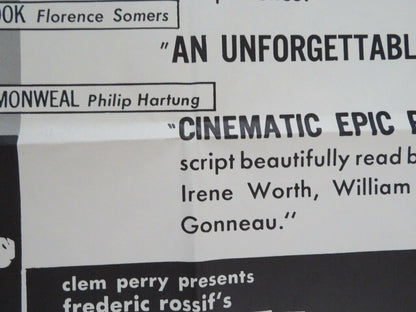 OOK Florence Somers
"AN UNFORGETTABL
MONWEAL Philip Hartung
"CINEMATIC EPIC
script beautifully read b
Irene Worth, William
Gonneau."
clem perry presents
frederic rossif's